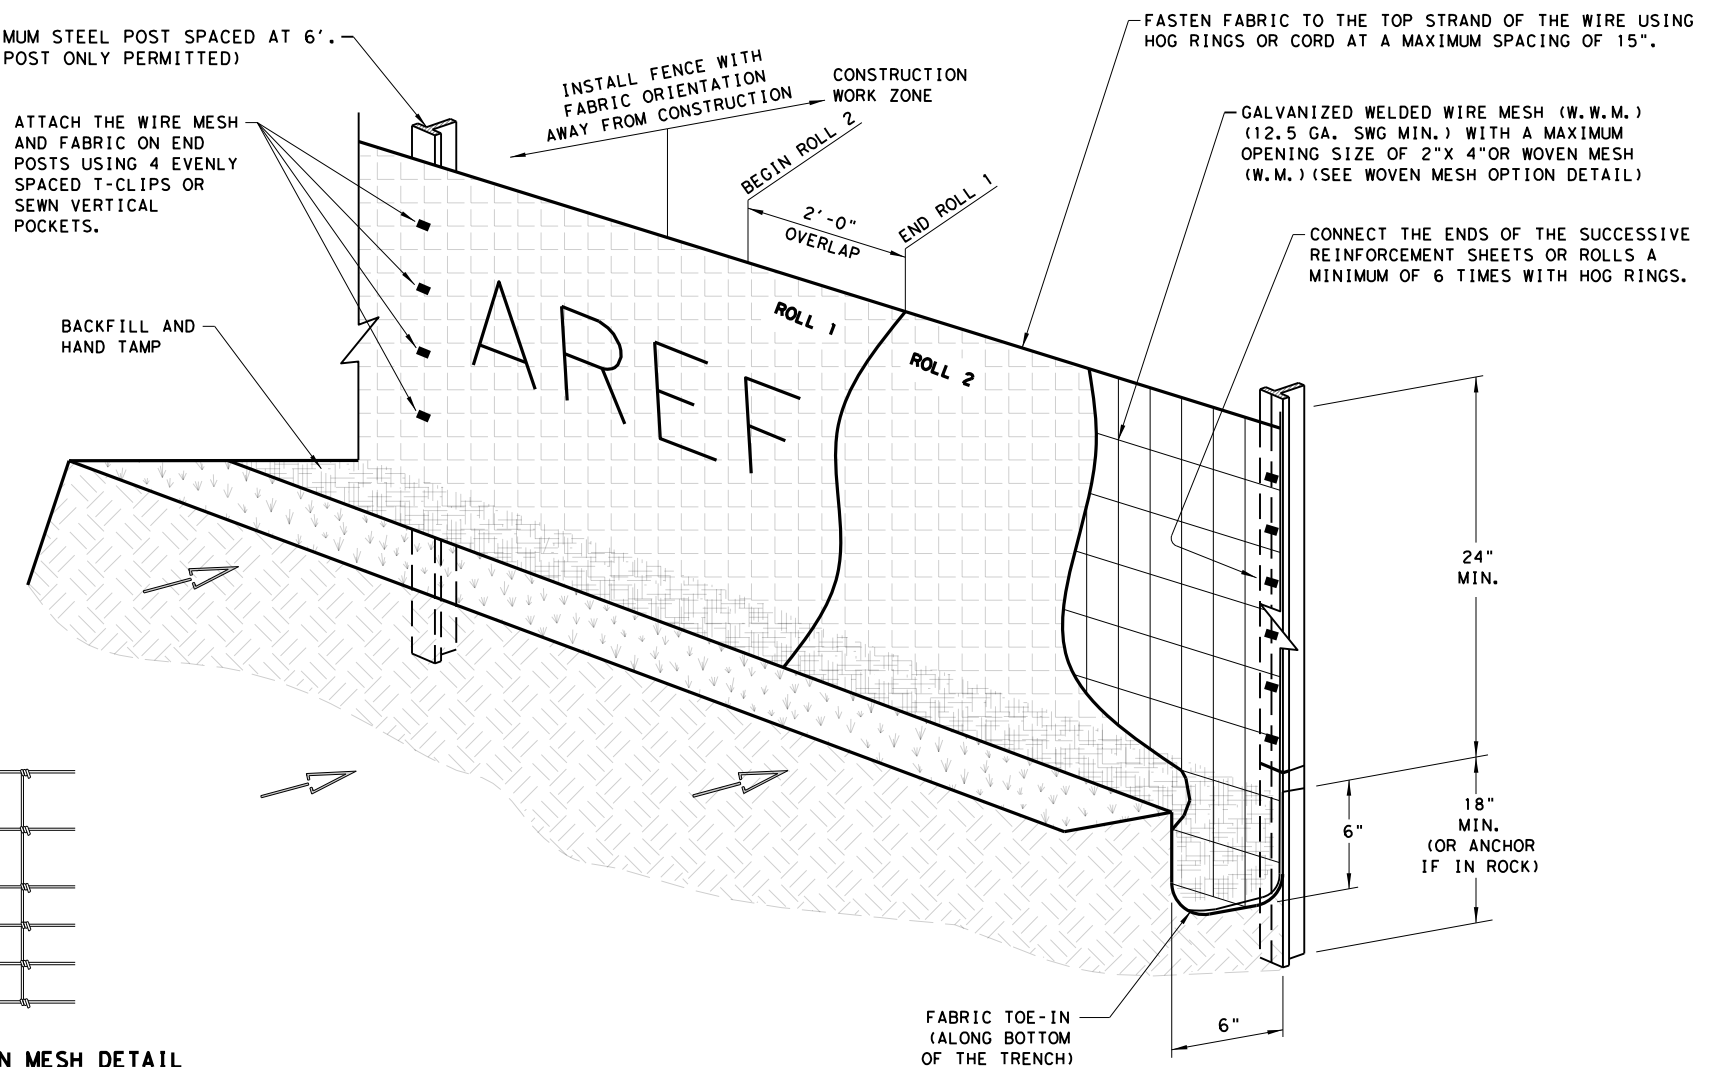 MUM STEEL POST SPACED AT 6'.
POST ONLY PERMITTED)
ATTACH THE WIRE MESH
AND FABRIC ON END
POSTS USING 4 EVENLY
SPACED T-CLIPS OR
SEWN VERTICAL
POCKETS.
BACKFILL AND
HAND TAMP
INSTALL FENCE WITH
FABRIC ORIENTATION
AWAY FROM CONSTRUCTION
CONSTRUCTION
WORK ZONE
BEGIN ROLL 2
2'-0"
OVERLAP
END ROLL 1
FASTEN FABRIC TO THE TOP STRAND OF THE WIRE USING
HOG RINGS OR CORD AT A MAXIMUM SPACING OF 15".
GALVANIZED WELDED WIRE MESH (W.W.M.)
(12.5 GA. SWG MIN.) WITH A MAXIMUM
OPENING SIZE OF 2"X 4"OR WOVEN MESH
(W.M.)(SEE WOVEN MESH OPTION DETAIL)
CONNECT THE ENDS OF THE SUCCESSIVE
REINFORCEMENT SHEETS OR ROLLS A
MINIMUM OF 6 TIMES WITH HOG RINGS.
AREF
ROLL 1
ROLL 2
24"
MIN.
18"
MIN.
(OR ANCHOR
IF IN ROCK)
6"
6"
FABRIC TOE-IN
(ALONG BOTTOM
OF THE TRENCH)
N MESH DETAIL